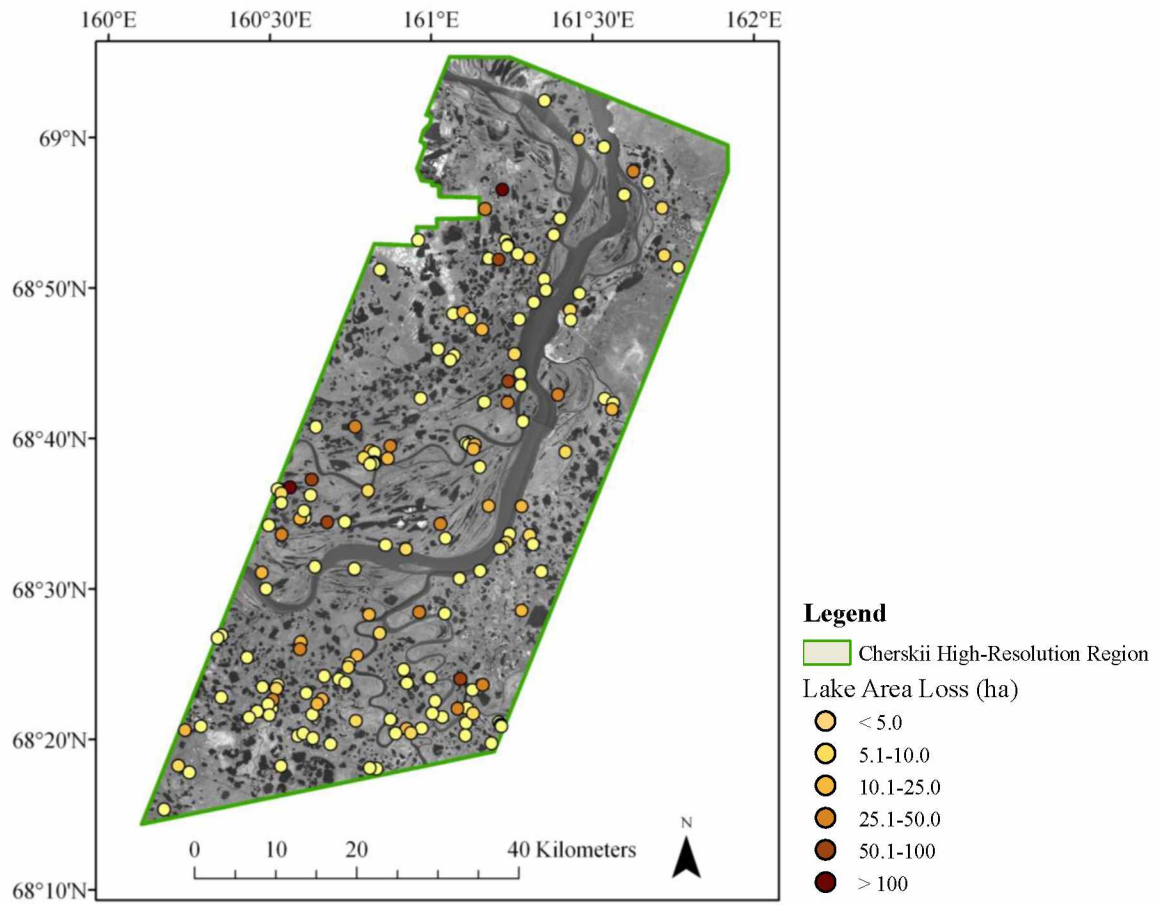 160°E 160°30'E 161°E 161°30'E 162°E
69°N
68°50'N
68°40'N
68°30'N
68°20'N
68°10'N
0 10 20 40 Kilometers
N
Legend
Cherskii High-Resolution Region
Lake Area Loss (ha)
< 5.0
5.1-10.0
10.1-25.0
25.1-50.0
50.1-100
> 100